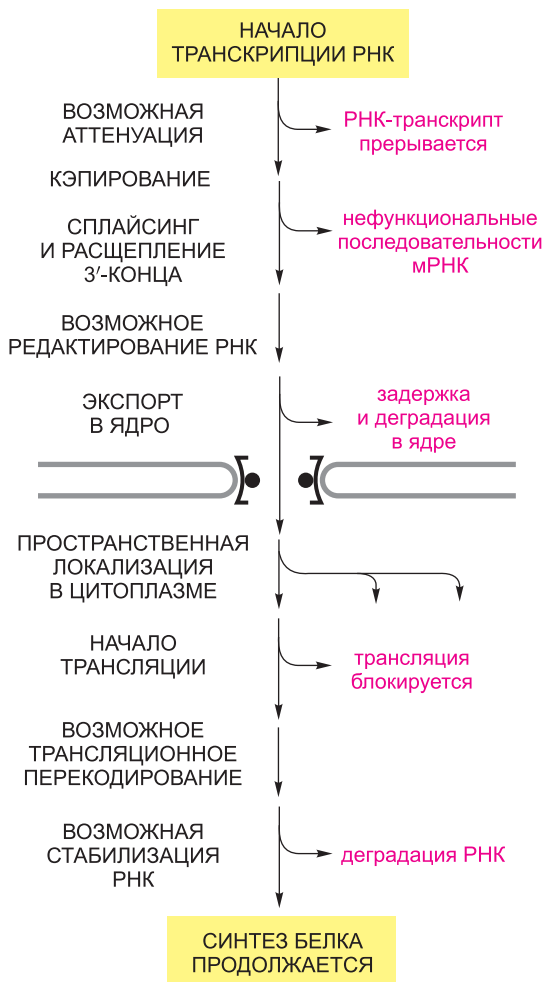 НАЧАЛО
ТРАНСКРИПЦИИ РНК
ВОЗМОЖНАЯ
АТТЕНУАЦИЯ
РНК-транскрипт
прерывается
КЭПИРОВАНИЕ
СПЛАЙСИНГ
И РАСЩЕПЛЕНИЕ
3′-КОНЦА
нефункциональные
последовательности
мРНК
ВОЗМОЖНОЕ
РЕДАКТИРОВАНИЕ РНК
ЭКСПОРТ
В ЯДРО
задержка
и деградация
в ядре
ПРОСТРАНСТВЕННАЯ
ЛОКАЛИЗАЦИЯ
В ЦИТОПЛАЗМЕ
НАЧАЛО
ТРАНСЛЯЦИИ
трансляция
блокируется
ВОЗМОЖНОЕ
ТРАНСЛЯЦИОННОЕ
ПЕРЕКОДИРОВАНИЕ
ВОЗМОЖНАЯ
СТАБИЛИЗАЦИЯ
РНК
деградация РНК
СИНТЕЗ БЕЛКА
ПРОДОЛЖАЕТСЯ